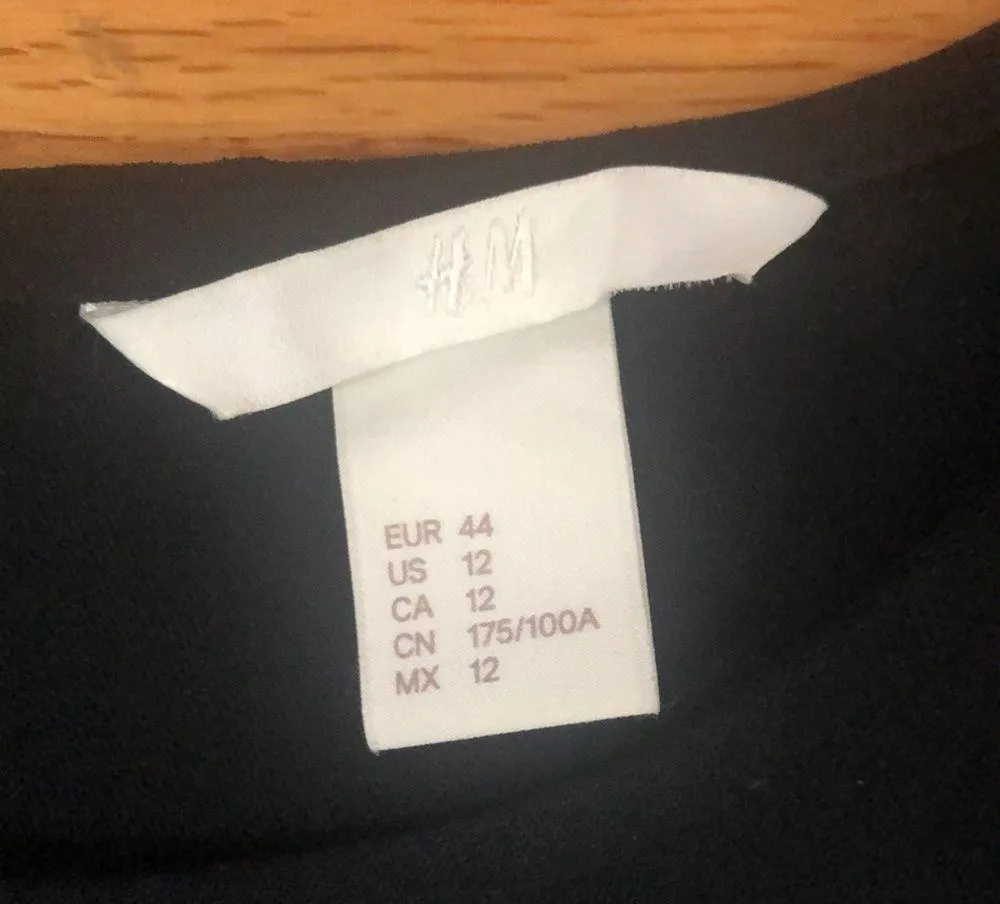 H&M
EUR 44
US 12
CA 12
CN 175/100A
MX 12